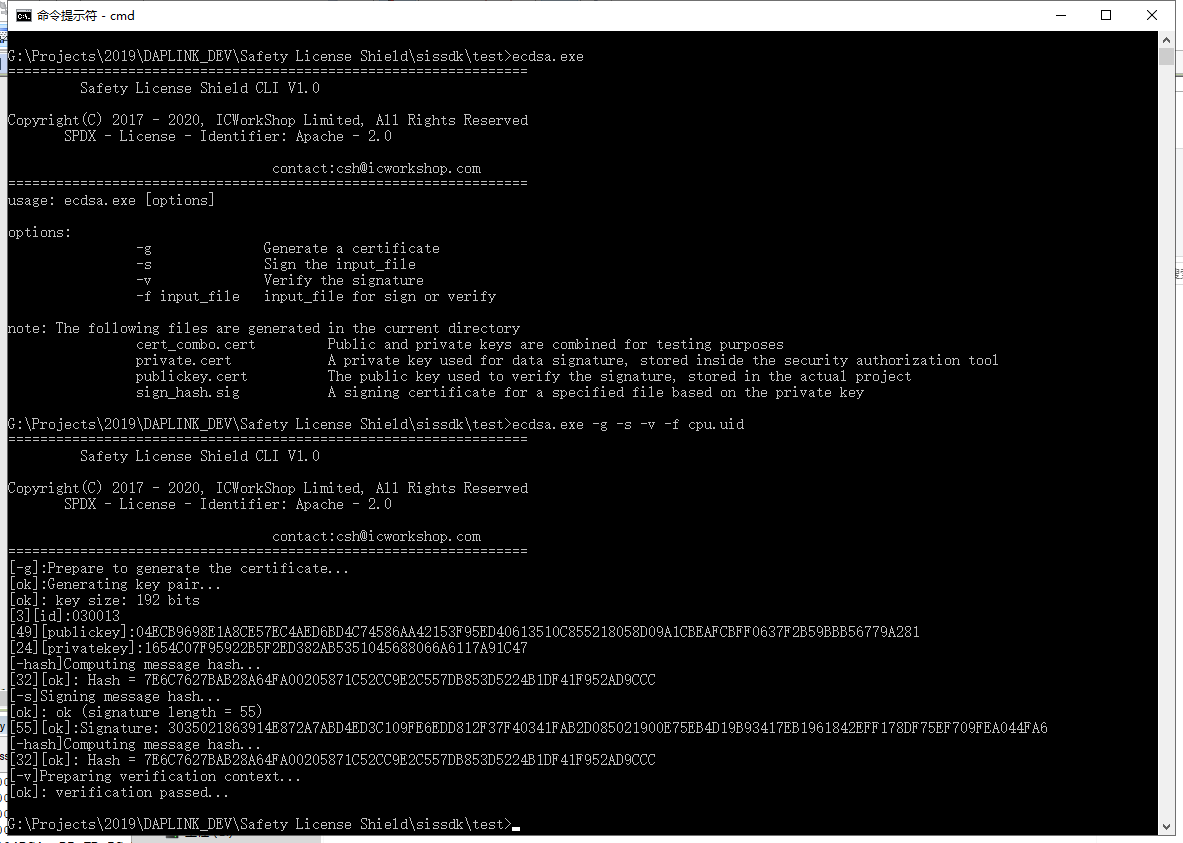 命令提示符 - cmd
G:\Projects\2019\DAPLINK_DEV\Safety License Shield\sissdk\test>ecdsa.exe
=================================================================
Safety License Shield CLI V1.0
Copyright(C) 2017 - 2020, ICWorkShop Limited, All Rights Reserved
SPDX - License - Identifier: Apache - 2.0
contact:csh@icworkshop.com
=================================================================
usage: ecdsa.exe [options]
options:
-g Generate a certificate
-s Sign the input_file
-v Verify the signature
-f input_file input_file for sign or verify
note: The following files are generated in the current directory
cert_combo.cert Public and private keys are combined for testing purposes
private.cert A private key used for data signature, stored inside the security authorization tool
publickey.cert The public key used to verify the signature, stored in the actual project
sign_hash.sig A signing certificate for a specified file based on the private key
G:\Projects\2019\DAPLINK_DEV\Safety License Shield\sissdk\test>ecdsa.exe -g -s -v -f cpu.uid
=================================================================
Safety License Shield CLI V1.0
Copyright(C) 2017 - 2020, ICWorkShop Limited, All Rights Reserved
SPDX - License - Identifier: Apache - 2.0
contact:csh@icworkshop.com
=================================================================
[-g]:Prepare to generate the certificate...
[ok]:Generating key pair...
[ok]: key size: 192 bits
[3][id]:030013
[49][publickey]:04ECB9698E1A8CE57EC4AED6BD4C74586AA42153F95ED40613510C855218058D09A1CBEAFCBFF0637F2B59BBB56779A281
[24][privatekey]:1654C07F95922B5F2ED382AB5351045688066A6117A91C47
[-hash]Computing message hash...
[32][ok]: Hash = 7E6C7627BAB28A64FA00205871C52CC9E2C557DB853D5224B1DF41F952AD9CCC
[-s]Signing message hash...
[ok]: ok (signature length = 55)
[55][ok]:Signature: 3035021863914E872A7ABD4ED3C109FE6EDD812F37F40341FAB2D085021900E75EB4D19B93417EB1961842EFF178DF75EF709FEA044FA6
[-hash]Computing message hash...
[32][ok]: Hash = 7E6C7627BAB28A64FA00205871C52CC9E2C557DB853D5224B1DF41F952AD9CCC
[-v]Preparing verification context...
[ok]: verification passed...
G:\Projects\2019\DAPLINK_DEV\Safety License Shield\sissdk\test>